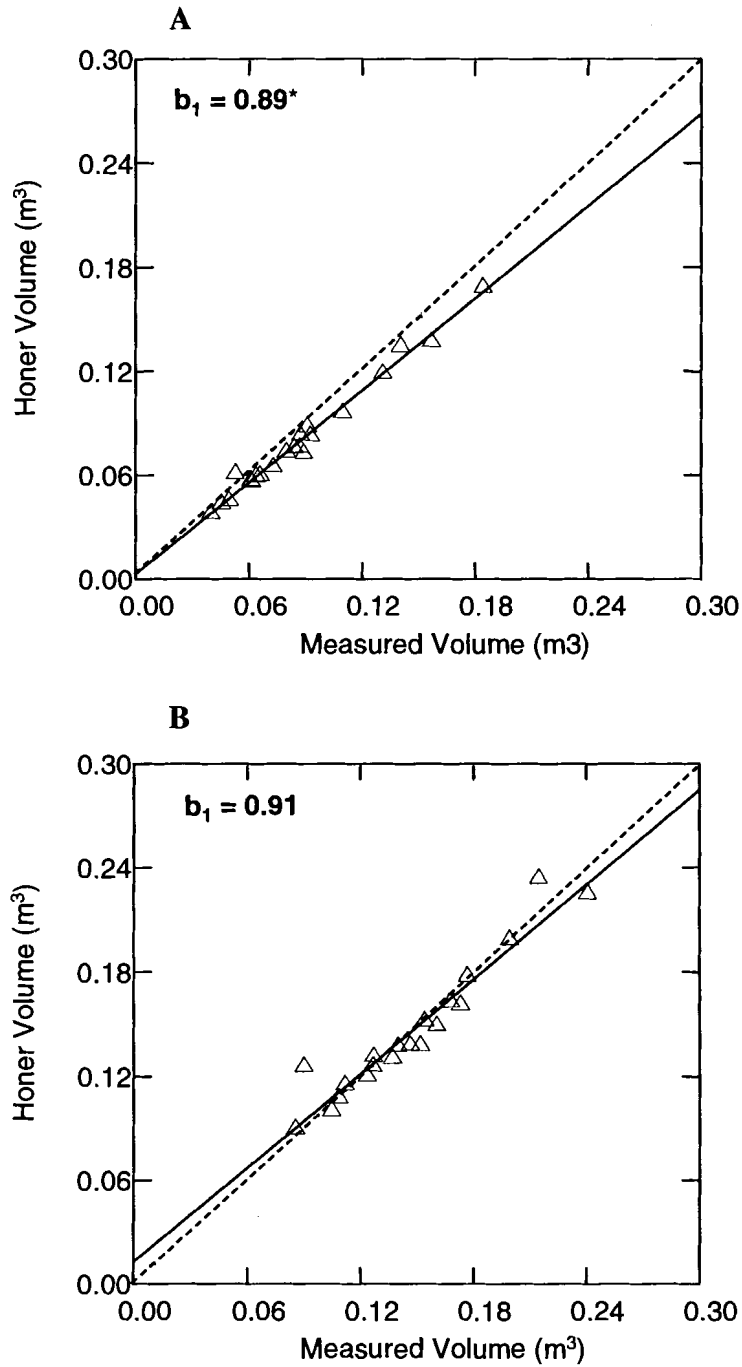 A
b₁ = 0.89*
Honer Volume (m³)
0.30
0.24
0.18
0.12
0.06
0.00
0.00 0.06 0.12 0.18 0.24 0.30
Measured Volume (m3)
B
b₁ = 0.91
Honer Volume (m³)
0.30
0.24
0.18
0.12
0.06
0.00
0.00 0.06 0.12 0.18 0.24 0.30
Measured Volume (m³)